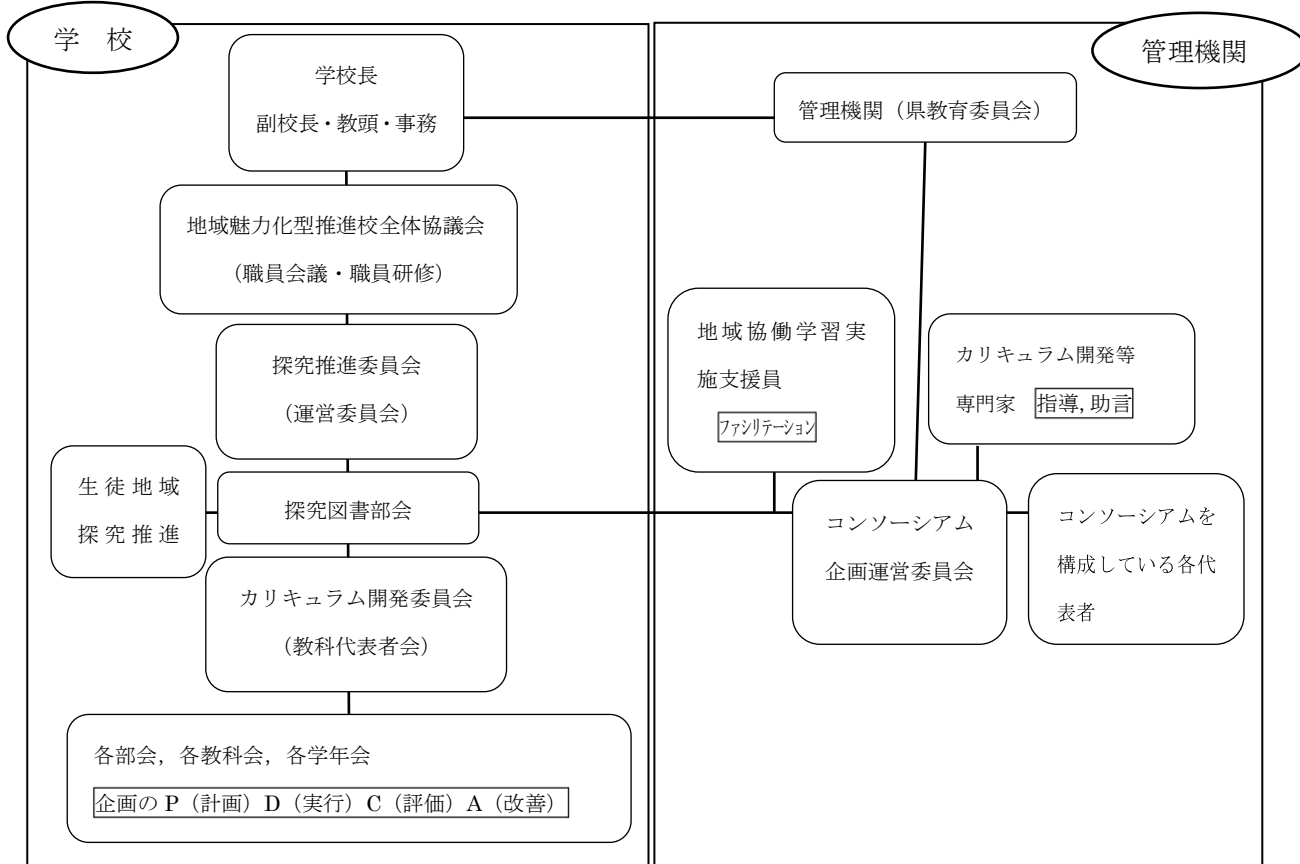 学 校
学校長
副校長・教頭・事務
地域魅力化型推進校全体協議会
（職員会議・職員研修）
探究推進委員会
（運営委員会）
生徒地域
探究推進
探究図書部会
カリキュラム開発委員会
（教科代表者会）
各部会，各教科会，各学年会
企画の P（計画）D（実行）C（評価）A（改善）
管理機関
管理機関（県教育委員会）
地域協働学習実
施支援員
ﾌｧｼﾘﾃｰｼｮﾝ
カリキュラム開発等
専門家 指導，助言
コンソーシアム
企画運営委員会
コンソーシアムを
構成している各代
表者